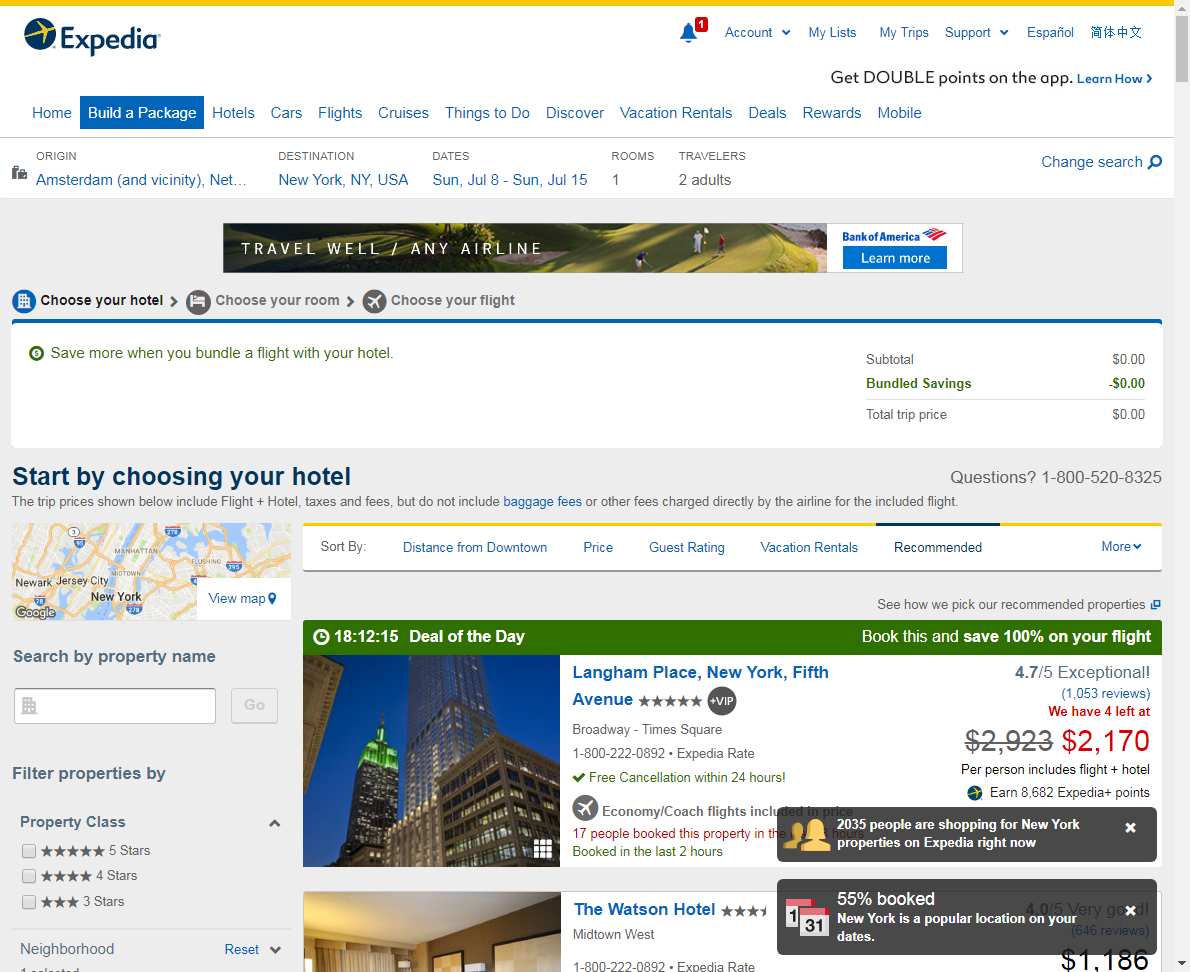 Expedia
1
Account
My Lists
My Trips
Support
Español
简体中文
Get DOUBLE points on the app. Learn How
Home
Build a Package
Hotels
Cars
Flights
Cruises
Things to Do
Discover
Vacation Rentals
Deals
Rewards
Mobile
ORIGIN
Amsterdam (and vicinity), Net...
DESTINATION
New York, NY, USA
DATES
Sun, Jul 8 - Sun, Jul 15
ROOMS
1
TRAVELERS
2 adults
Change search
TRAVEL WELL / ANY AIRLINE
Bank of America
Learn more
Choose your hotel
Choose your room
Choose your flight
Save more when you bundle a flight with your hotel.
Subtotal $0.00
Bundled Savings -$0.00
Total trip price $0.00
Start by choosing your hotel
Questions? 1-800-520-8325
The trip prices shown below include Flight + Hotel, taxes and fees, but do not include baggage fees or other fees charged directly by the airline for the included flight.
3
278
95
MANHATTAN
FLUSHING
MIDTOWN
295
Newark
Jersey City
New York
78
278
Google
View map
Sort By:
Distance from Downtown
Price
Guest Rating
Vacation Rentals
Recommended
More
See how we pick our recommended properties
Search by property name
Go
Filter properties by
Property Class
5 Stars
4 Stars
3 Stars
Neighborhood
Reset
1 selected
18:12:15 Deal of the Day
Book this and save 100% on your flight
Langham Place, New York, Fifth
Avenue
+VIP
Broadway - Times Square
1-800-222-0892 • Expedia Rate
Free Cancellation within 24 hours!
Economy/Coach flights included in price
17 people booked this property in the
hours
Booked in the last 2 hours
4.7/5 Exceptional!
(1,053 reviews)
We have 4 left at
$2,923 $2,170
Per person includes flight + hotel
Earn 8,682 Expedia+ points
2035 people are shopping for New York
properties on Expedia right now
The Watson Hotel
Midtown West
1-800-222-0892 • Expedia Rate
4.0/5 Very good!
(646 reviews)
$1,186
1
31
55% booked
New York is a popular location on your
dates.